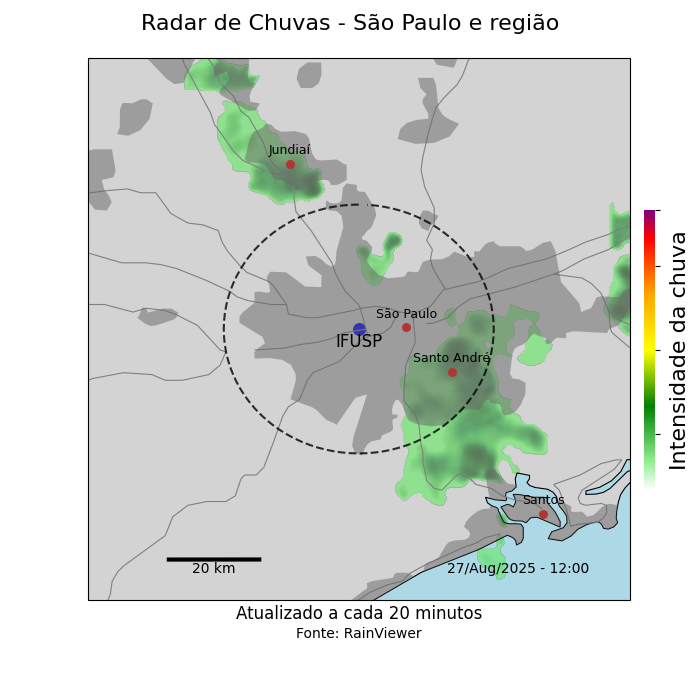 Radar de Chuvas - São Paulo e região
Jundiaí
São Paulo
IFUSP
Santo André
Santos
20 km
27/Aug/2025 - 12:00
Intensidade da chuva
Atualizado a cada 20 minutos
Fonte: RainViewer